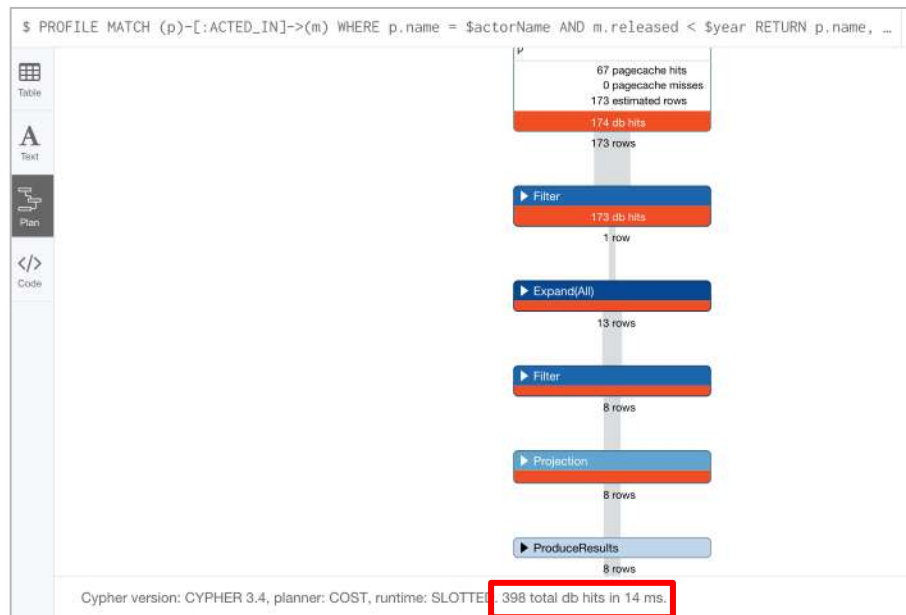 $ PROFILE MATCH (p)-[:ACTED_IN]->(m) WHERE p.name = $actorName AND m.released < $year RETURN p.name, …
Table
Text
Plan
Code
p
67 pagecache hits
0 pagecache misses
173 estimated rows
174 db hits
173 rows
Filter
173 db hits
1 row
Expand(All)
13 rows
Filter
8 rows
Projection
8 rows
ProduceResults
8 rows
Cypher version: CYPHER 3.4, planner: COST, runtime: SLOTTED. 398 total db hits in 14 ms.